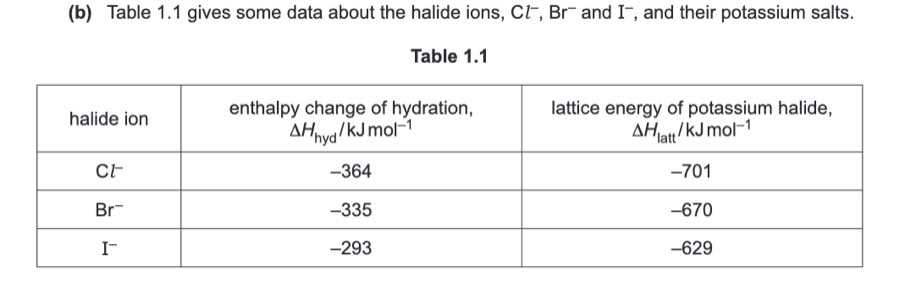 (b) Table 1.1 gives some data about the halide ions, Cl⁻, Br⁻ and I⁻, and their potassium salts.
Table 1.1
halide ion
enthalpy change of hydration,
ΔHhyd / kJ mol⁻¹
lattice energy of potassium halide,
ΔHlatt / kJ mol⁻¹
Cl⁻
–364
–701
Br⁻
–335
–670
I⁻
–293
–629